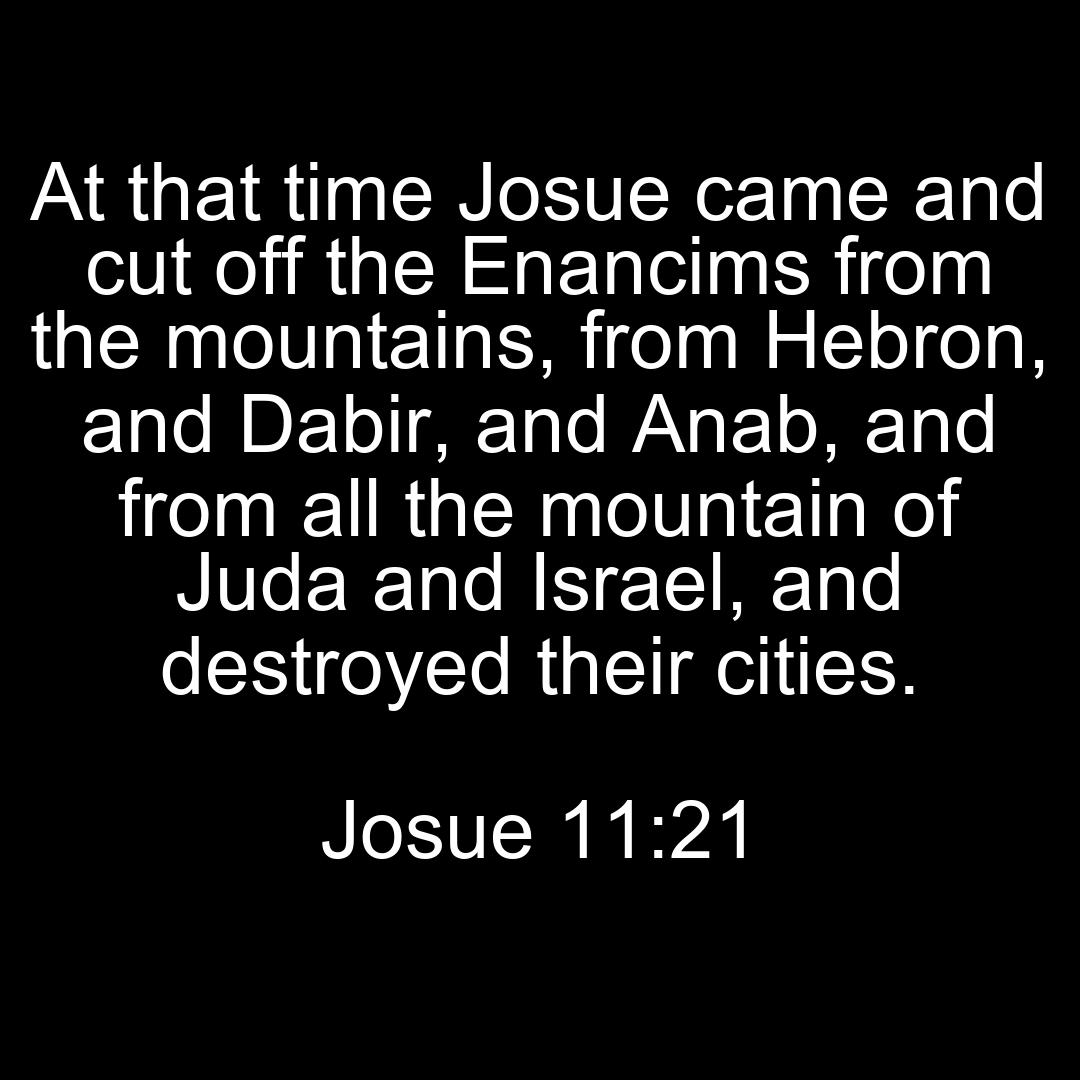 At that time Josue came and
cut off the Enancims from
the mountains, from Hebron,
and Dabir, and Anab, and
from all the mountain of
Juda and Israel, and
destroyed their cities.
Josue 11:21